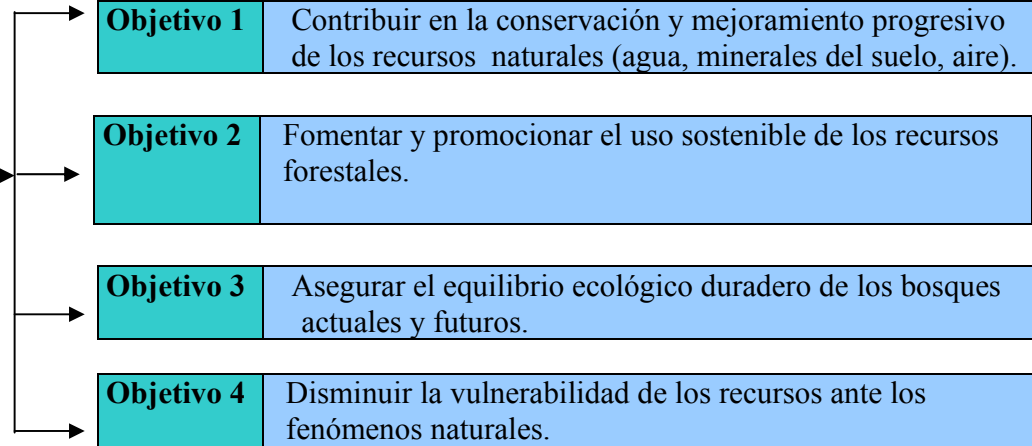 Objetivo 1 Contribuir en la conservación y mejoramiento progresivo
de los recursos naturales (agua, minerales del suelo, aire).
Objetivo 2 Fomentar y promocionar el uso sostenible de los recursos
forestales.
Objetivo 3 Asegurar el equilibrio ecológico duradero de los bosques
actuales y futuros.
Objetivo 4 Disminuir la vulnerabilidad de los recursos ante los
fenómenos naturales.